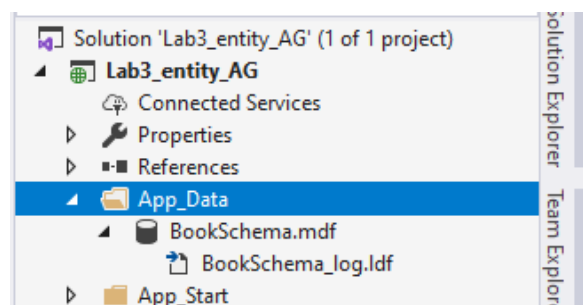 Solution 'Lab3_entity_AG' (1 of 1 project)
Lab3_entity_AG
Connected Services
Properties
References
App_Data
BookSchema.mdf
BookSchema_log.ldf
App_Start
Solution Explorer
Team Explo